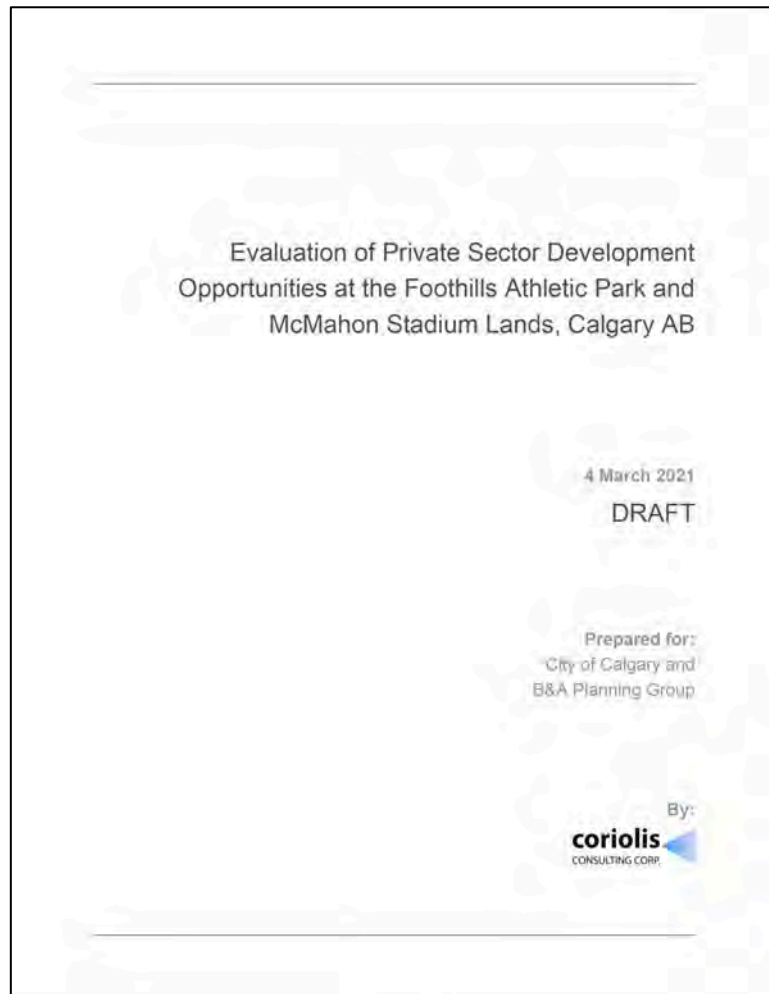 Evaluation of Private Sector Development
Opportunities at the Foothills Athletic Park and
McMahon Stadium Lands, Calgary AB
4 March 2021
DRAFT
Prepared for:
City of Calgary and
B&A Planning Group
By:
coriolis
CONSULTING CORP.